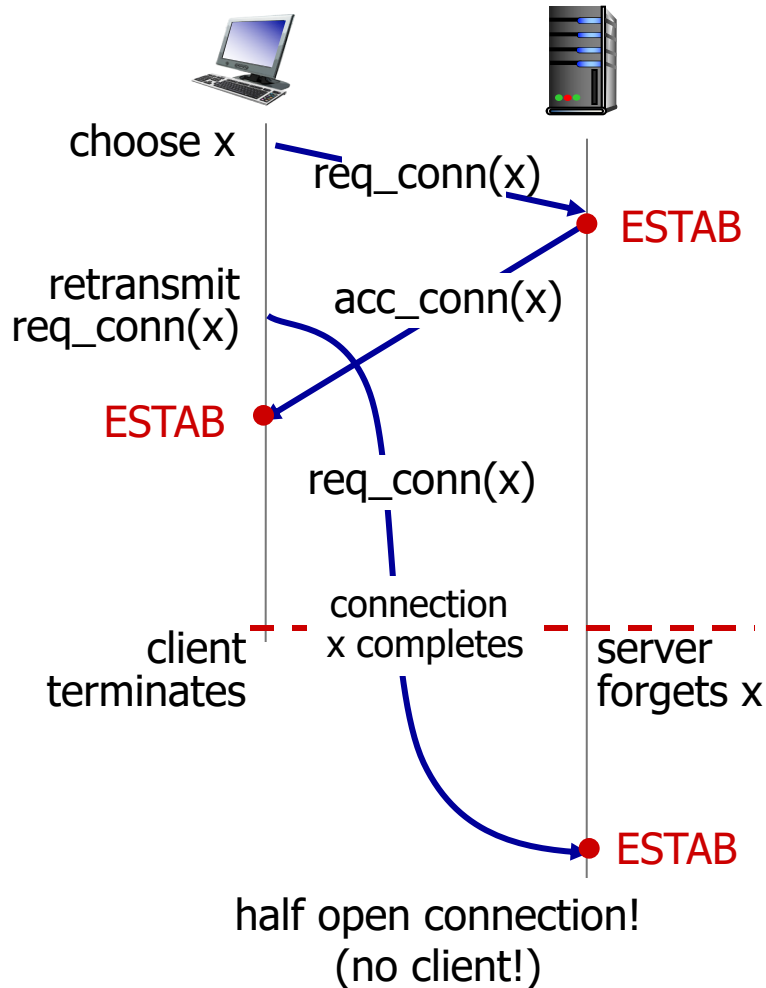 choose x
req_conn(x)
ESTAB
retransmit
req_conn(x)
acc_conn(x)
ESTAB
req_conn(x)
connection
x completes
client
terminates
server
forgets x
ESTAB
half open connection!
(no client!)